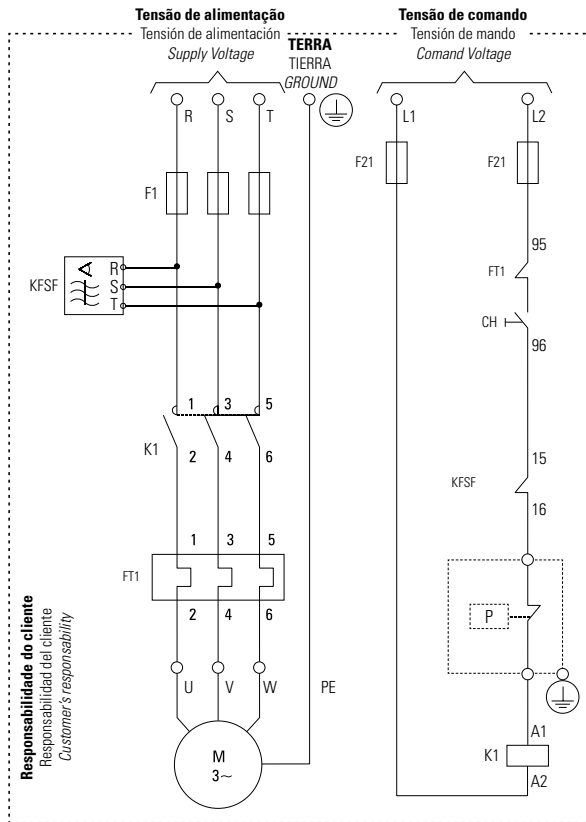 Tensão de alimentação
Tensión de alimentación
Supply Voltage
TERRA
TIERRA
GROUND
Tensão de comando
Tensión de mando
Comand Voltage
R
S
T
L1
L2
F1
F21
F21
KFSF
R
S
T
95
FT1
CH
96
1
3
5
K1
2
4
6
15
KFSF
16
1
3
5
FT1
2
4
6
P
U
V
W
PE
M
3~
A1
K1
A2
Responsabilidade do cliente
Responsabilidad del cliente
Customer's responsability